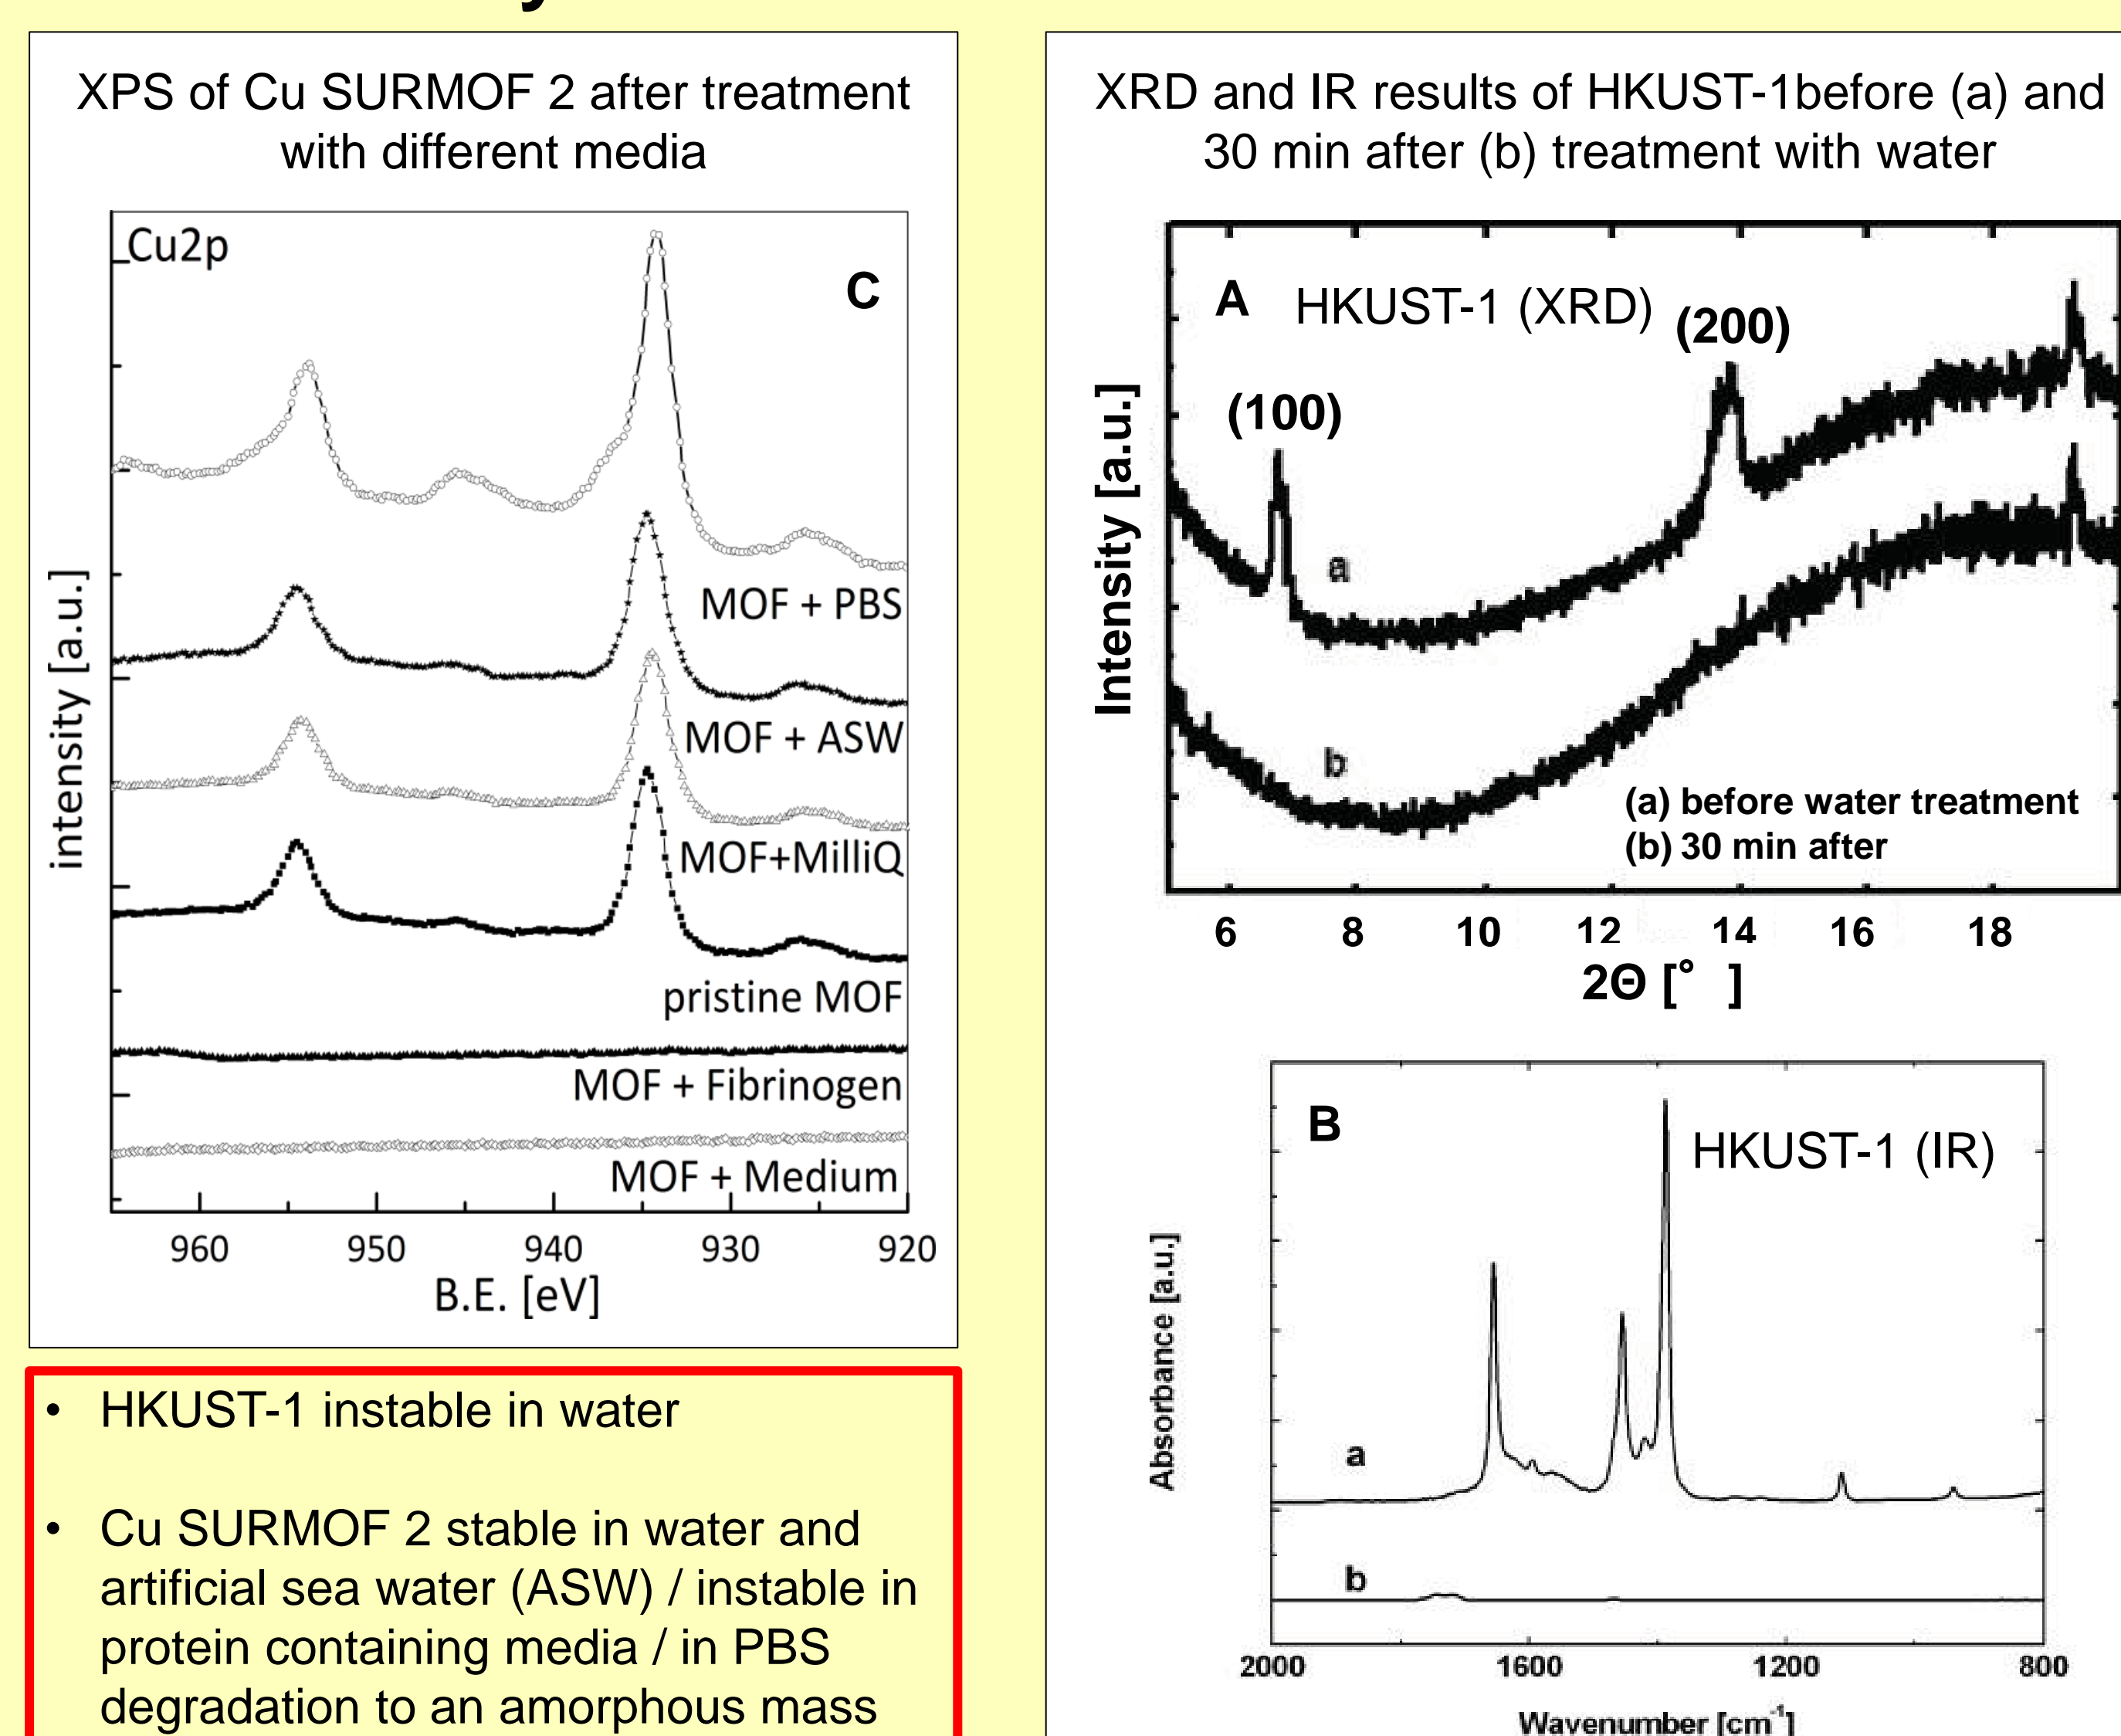 XPS of Cu SURMOF 2 after treatment
with different media
Cu2p
C
intensity [a.u.]
MOF + PBS
MOF + ASW
MOF+MilliQ
pristine MOF
MOF + Fibrinogen
MOF + Medium
960 950 940 930 920
B.E. [eV]
• HKUST-1 instable in water
• Cu SURMOF 2 stable in water and
artificial sea water (ASW) / instable in
protein containing media / in PBS
degradation to an amorphous mass
XRD and IR results of HKUST-1before (a) and
30 min after (b) treatment with water
A HKUST-1 (XRD) (200)
(100)
Intensity [a.u.]
a
b
(a) before water treatment
(b) 30 min after
6 8 10 12 14 16 18
2Θ [° ]
B
HKUST-1 (IR)
Absorbance [a.u.]
a
b
2000 1600 1200 800
Wavenumber [cm⁻¹]